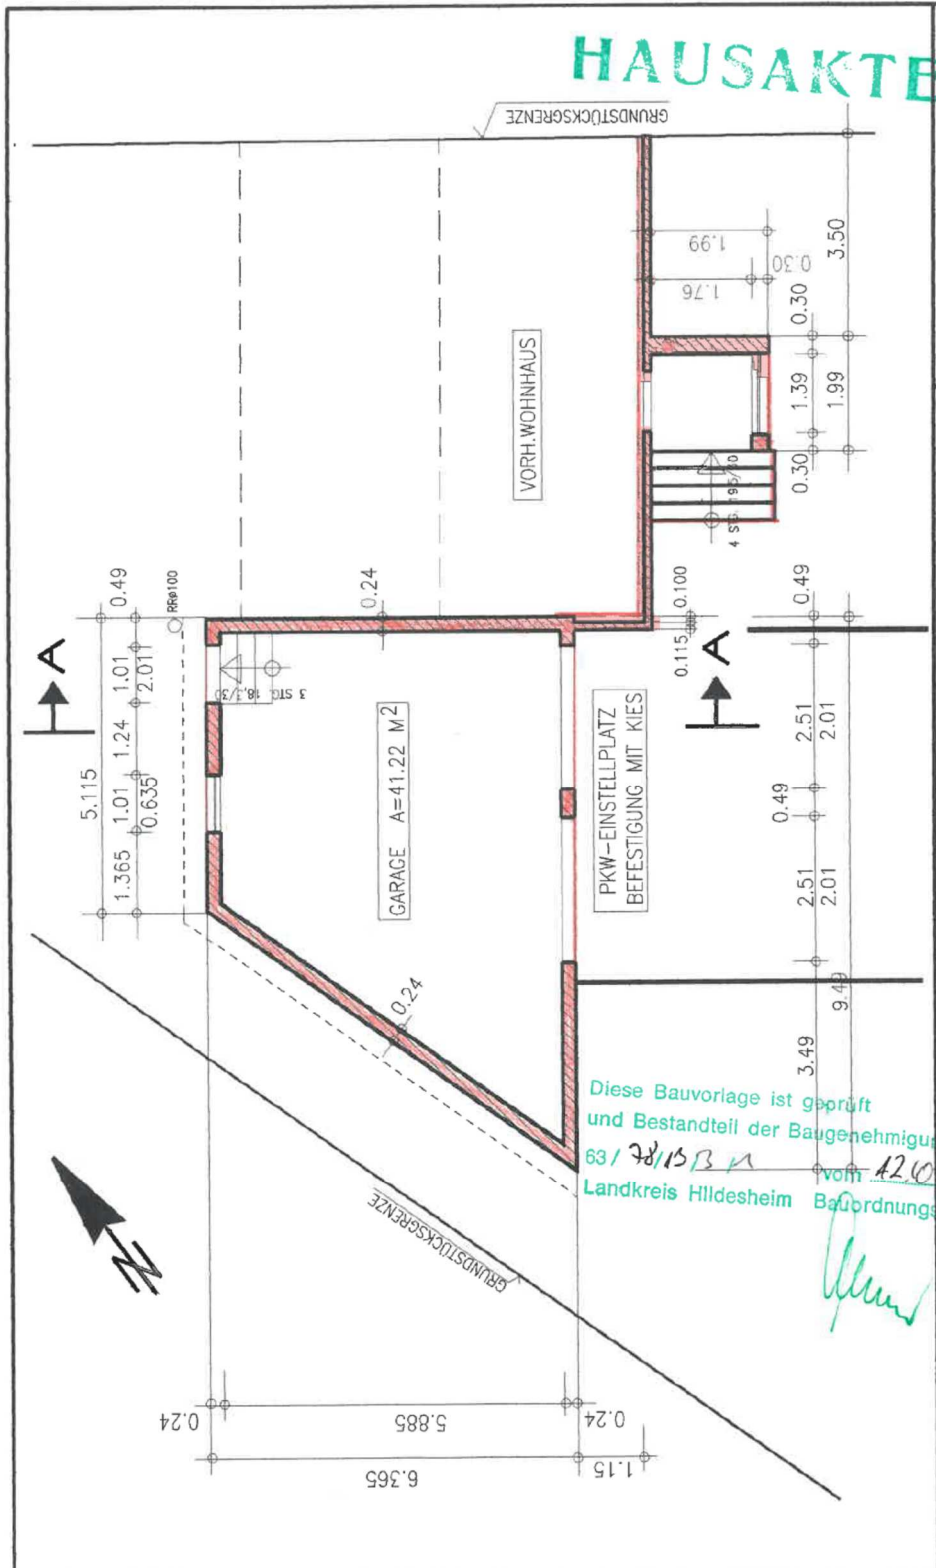 HAUSAKTE
GRUNDSTÜCKSGRENZE
1.99
1.76
0.30
3.50
0.30
1.39
1.99
0.30
VORH.WOHNHAUS
4 STG.
0.49
RRø100
0.24
0.100
0.115
0.49
A
A
5.115
1.01
2.01
1.24
1.01
0.635
1.365
3 STG.
GARAGE A=41.22 M²
PKW-EINSTELLPLATZ
BEFESTIGUNG MIT KIES
2.51
2.01
0.49
2.51
2.01
9.49
3.49
0.24
Diese Bauvorlage ist geprüft
und Bestandteil der Baugenehmigu
63/
vom
Landkreis Hildesheim Bauordnungs
N
GRUNDSTÜCKSGRENZE
0.24
5.885
0.24
6.365
1.15